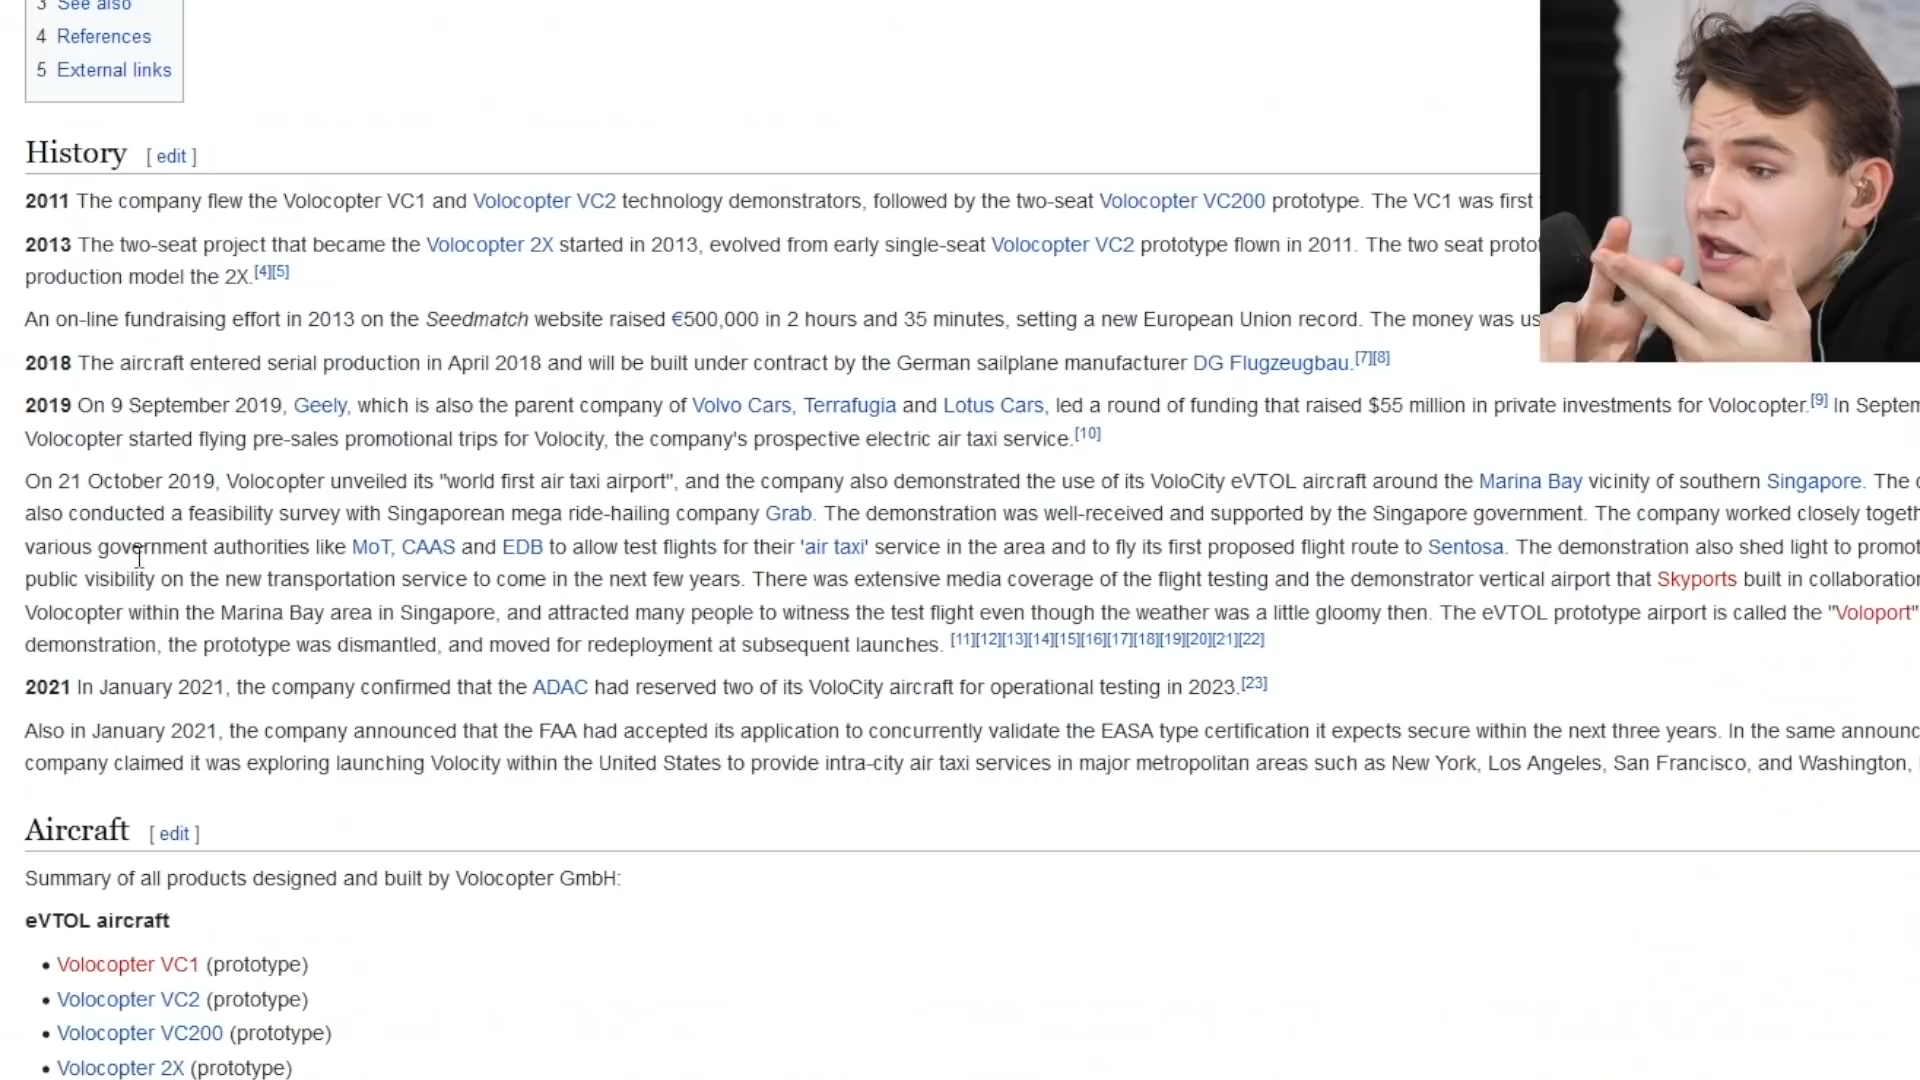 3 See also
4 References
5 External links
History [ edit ]
2011 The company flew the Volocopter VC1 and Volocopter VC2 technology demonstrators, followed by the two-seat Volocopter VC200 prototype. The VC1 was first
2013 The two-seat project that became the Volocopter 2X started in 2013, evolved from early single-seat Volocopter VC2 prototype flown in 2011. The two seat
production model the 2X.[4][5]
An on-line fundraising effort in 2013 on the Seedmatch website raised €500,000 in 2 hours and 35 minutes, setting a new European Union record. The money was
2018 The aircraft entered serial production in April 2018 and will be built under contract by the German sailplane manufacturer DG Flugzeugbau.[7][8]
2019 On 9 September 2019, Geely, which is also the parent company of Volvo Cars, Terrafugia and Lotus Cars, led a round of funding that raised $55 million in private investments for Volocopter.[9] In
Volocopter started flying pre-sales promotional trips for Volocity, the company's prospective electric air taxi service.[10]
On 21 October 2019, Volocopter unveiled its "world first air taxi airport", and the company also demonstrated the use of its VoloCity eVTOL aircraft around the Marina Bay vicinity of southern Singapore. The
also conducted a feasibility survey with Singaporean mega ride-hailing company Grab. The demonstration was well-received and supported by the Singapore government. The company worked closely
various government authorities like MoT, CAAS and EDB to allow test flights for their 'air taxi' service in the area and to fly its first proposed flight route to Sentosa. The demonstration also shed light to
public visibility on the new transportation service to come in the next few years. There was extensive media coverage of the flight testing and the demonstrator vertical airport that Skyports built in
Volocopter within the Marina Bay area in Singapore, and attracted many people to witness the test flight even though the weather was a little gloomy then. The eVTOL prototype airport is called the "Voloport"
demonstration, the prototype was dismantled, and moved for redeployment at subsequent launches. [11][12][13][14][15][16][17][18][19][20][21][22]
2021 In January 2021, the company confirmed that the ADAC had reserved two of its VoloCity aircraft for operational testing in 2023.[23]
Also in January 2021, the company announced that the FAA had accepted its application to concurrently validate the EASA type certification it expects secure within the next three years. In the same
company claimed it was exploring launching Volocity within the United States to provide intra-city air taxi services in major metropolitan areas such as New York, Los Angeles, San Francisco, and Washington,
Aircraft [ edit ]
Summary of all products designed and built by Volocopter GmbH:
eVTOL aircraft
• Volocopter VC1 (prototype)
• Volocopter VC2 (prototype)
• Volocopter VC200 (prototype)
• Volocopter 2X (prototype)